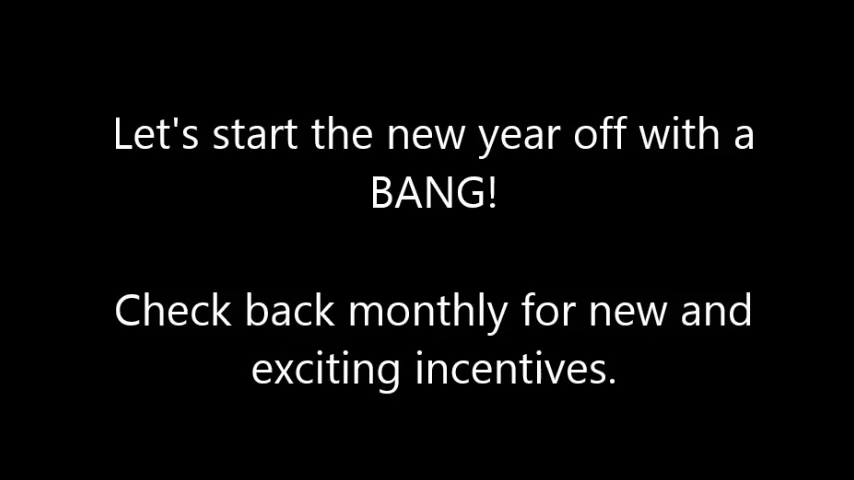 Let's start the new year off with a
BANG!
Check back monthly for new and
exciting incentives.